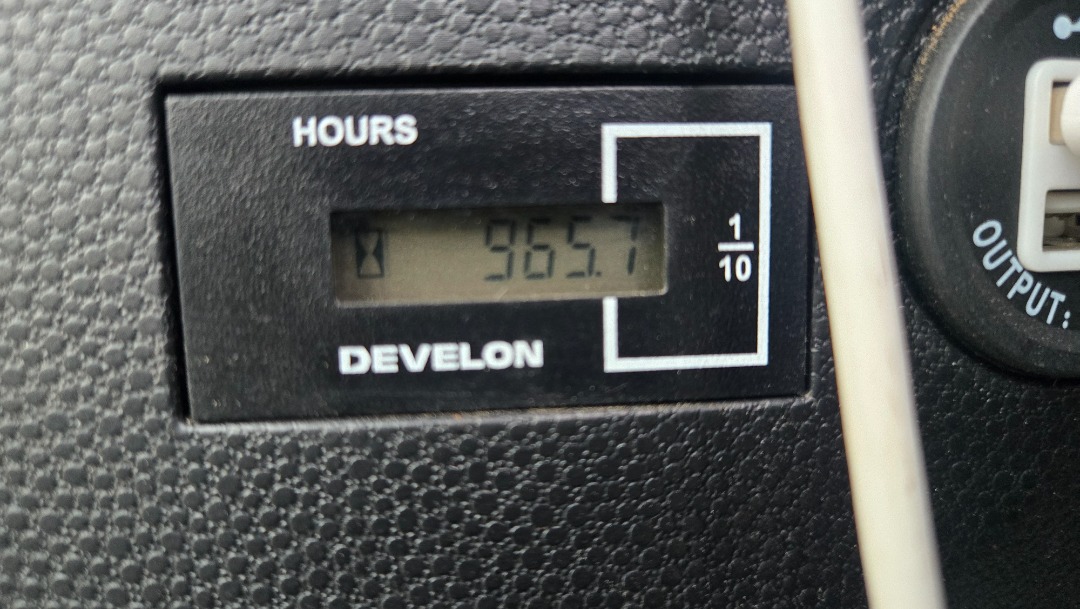 HOURS
965.7
1
10
DEVELON
OUTPUT: